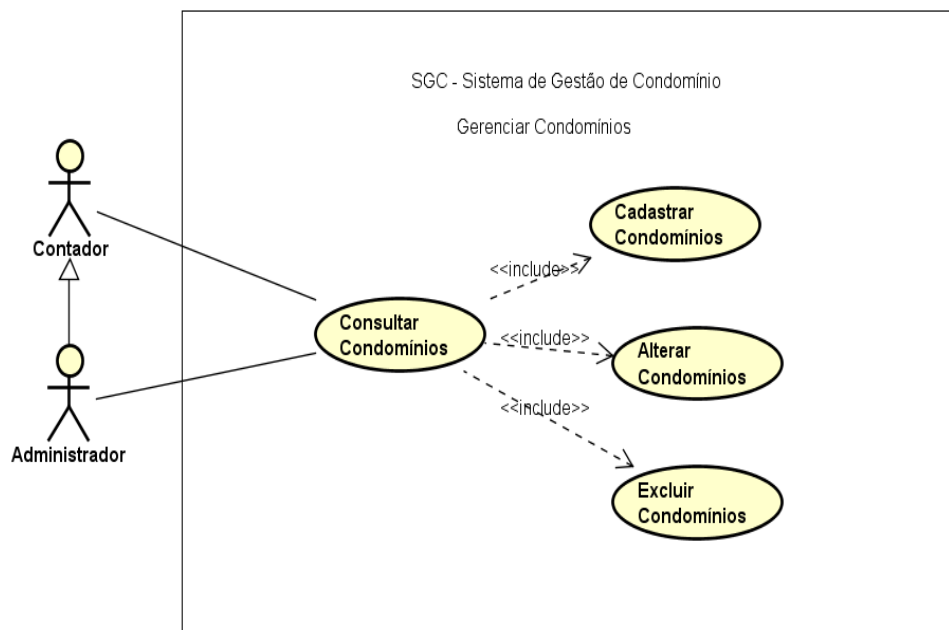 SGC - Sistema de Gestão de Condomínio
Gerenciar Condomínios
Contador
Administrador
Consultar
Condomínios
<<include>>
Cadastrar
Condomínios
<<include>>
Alterar
Condomínios
<<include>>
Excluir
Condomínios